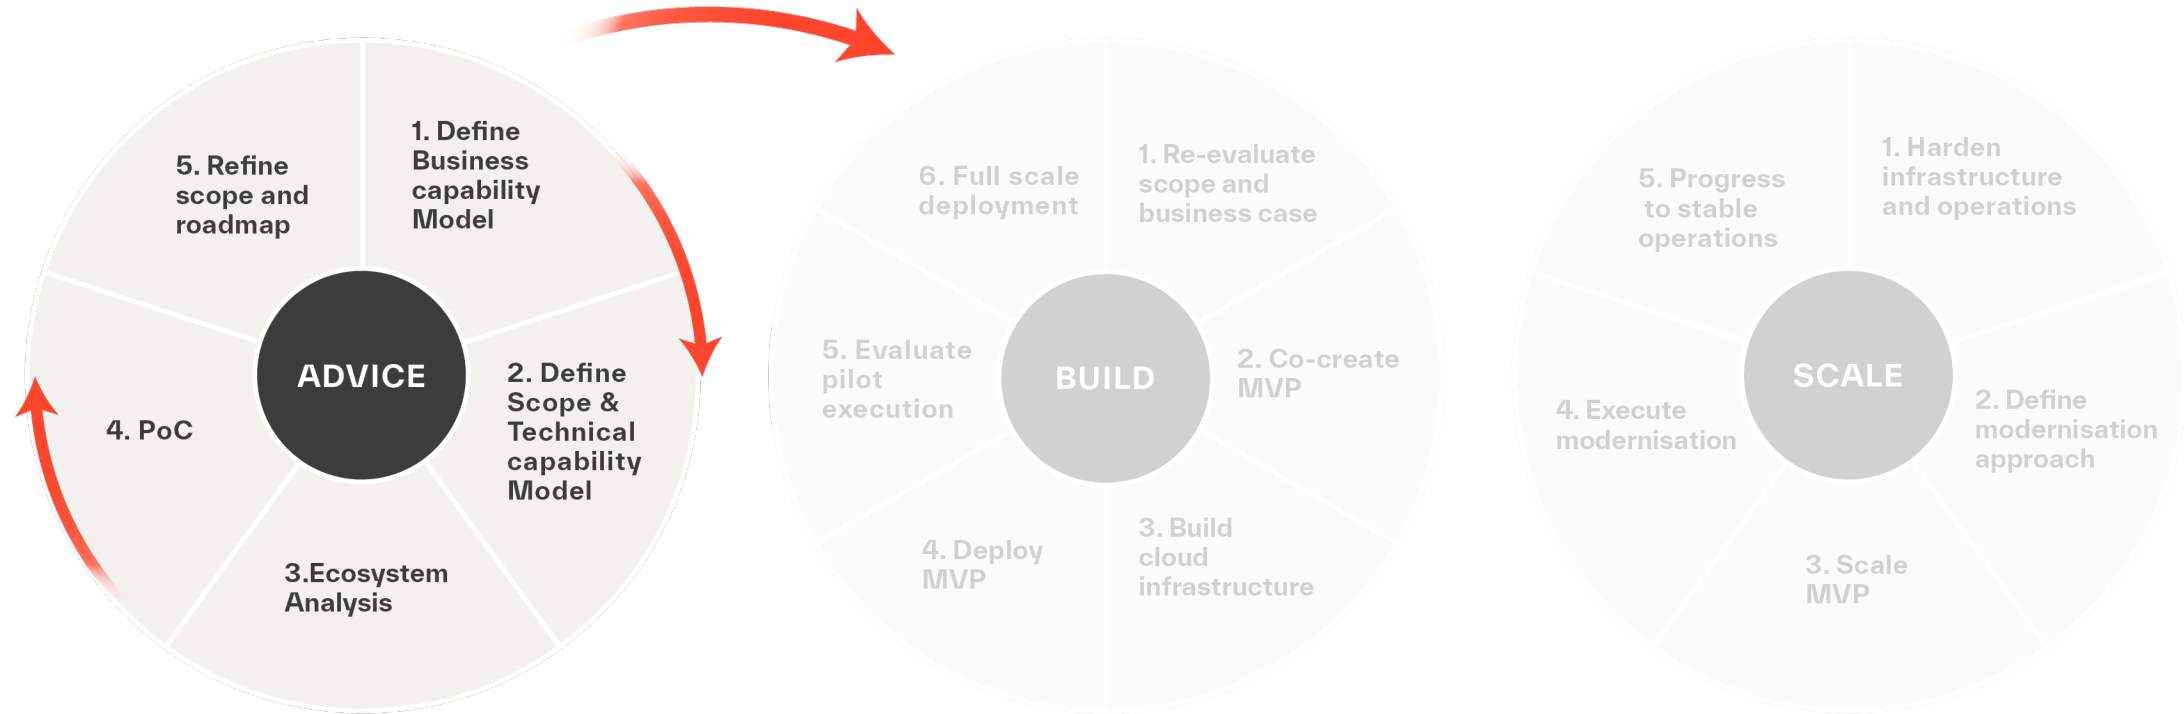 1. Define
Business
capability
Model
2. Define
Scope &
Technical
capability
Model
3.Ecosystem
Analysis
4. PoC
5. Refine
scope and
roadmap
ADVICE
1. Re-evaluate
scope and
business case
2. Co-create
MVP
3. Build
cloud
infrastructure
4. Deploy
MVP
5. Evaluate
pilot
execution
6. Full scale
deployment
BUILD
1. Harden
infrastructure
and operations
2. Define
modernisation
approach
3. Scale
MVP
4. Execute
modernisation
5. Progress
to stable
operations
SCALE